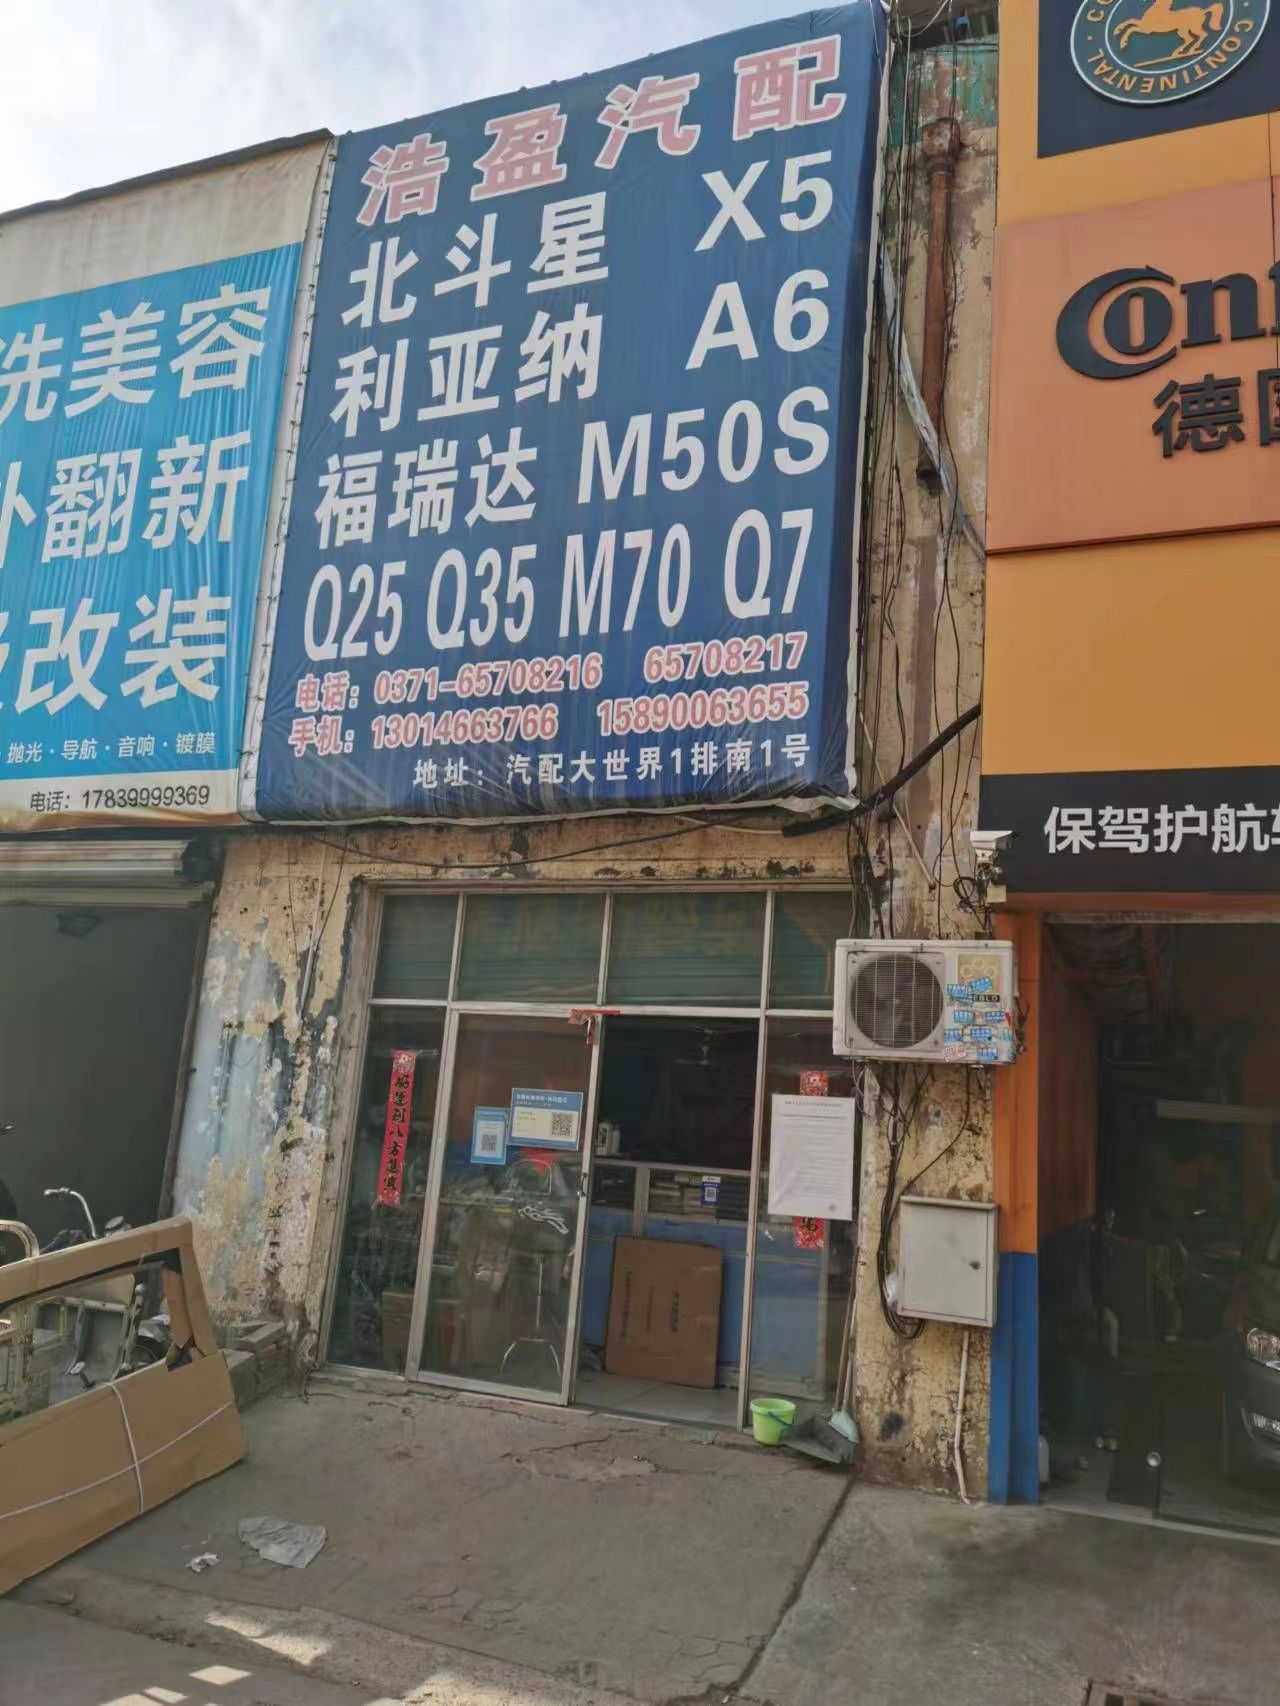 浩盈汽配
北斗星 X5
利亚纳 A6
福瑞达 M50S
Q25 Q35 M70 Q7
电话：0371-65708216 65708217
手机：13014663766 15890063655
地址：汽配大世界1排南1号
洗美容
翻新
改装
抛光·导航·音响·镀膜
电话：17839999369
CONTINENTAL
Con
德
保驾护航